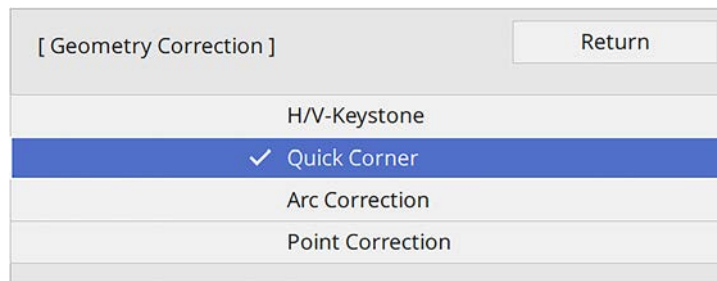 [ Geometry Correction ]
Return
H/V-Keystone
✓ Quick Corner
Arc Correction
Point Correction